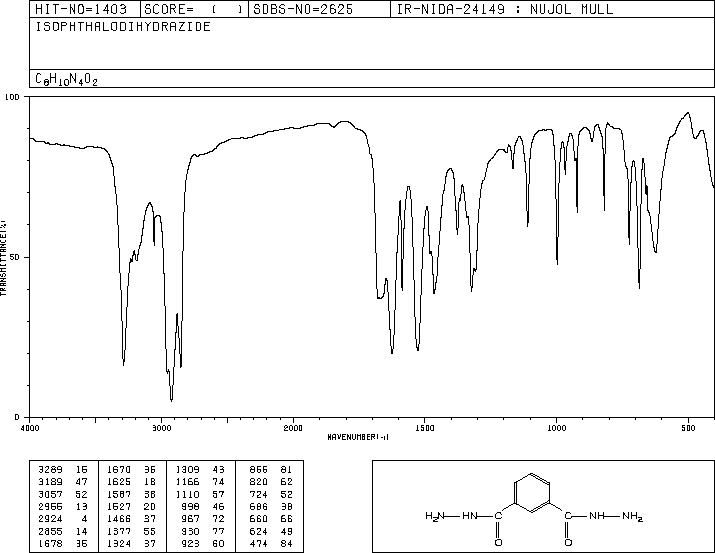 HIT-NO=1403 SCORE= ( ) SDBS-NO=2625 IR-NIDA-24149 : NUJOL MULL
ISOPHTHALODIHYDRAZIDE
C8H10N4O2
100
50
0
TRANSMITTANCE(%)
4000 3000 2000 1500 1000 500
WAVENUMBER(-1)
3289 16 1670 36 1309 43 866 81
3189 47 1625 18 1166 74 820 62
3057 52 1587 38 1110 57 724 52
2966 13 1527 20 998 46 686 38
2924 4 1466 37 967 72 660 66
2855 14 1377 55 930 77 624 49
1678 36 1324 37 923 60 474 84
H2N HN C C NH NH2
O O